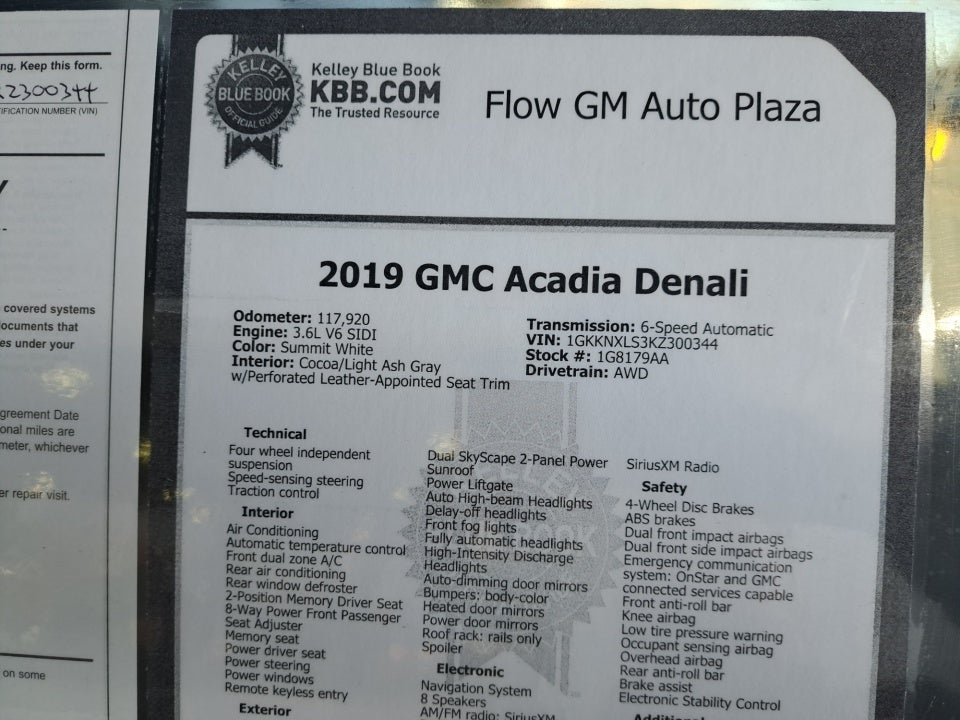 ng. Keep this form.
2300344
IFICATION NUMBER (VIN)
covered systems
ocuments that
es under your
greement Date
onal miles are
meter, whichever
er repair visit.
on some
KELLEY
BLUE BOOK
OFFICIAL GUIDE
Kelley Blue Book
KBB.COM
The Trusted Resource
Flow GM Auto Plaza
2019 GMC Acadia Denali
Odometer: 117,920
Engine: 3.6L V6 SIDI
Color: Summit White
Interior: Cocoa/Light Ash Gray
w/Perforated Leather-Appointed Seat Trim
Transmission: 6-Speed Automatic
VIN: 1GKKNXLS3KZ300344
Stock #: 1G8179AA
Drivetrain: AWD
Technical
Four wheel independent
suspension
Speed-sensing steering
Traction control
Interior
Air Conditioning
Automatic temperature control
Front dual zone A/C
Rear air conditioning
Rear window defroster
2-Position Memory Driver Seat
8-Way Power Front Passenger
Seat Adjuster
Memory seat
Power driver seat
Power steering
Power windows
Remote keyless entry
Exterior
Dual SkyScape 2-Panel Power
Sunroof
Power Liftgate
Auto High-beam Headlights
Delay-off headlights
Front fog lights
Fully automatic headlights
High-Intensity Discharge
Headlights
Auto-dimming door mirrors
Bumpers: body-color
Heated door mirrors
Power door mirrors
Roof rack: rails only
Spoiler
Electronic
Navigation System
8 Speakers
AM/FM radio: SiriusXM
SiriusXM Radio
Safety
4-Wheel Disc Brakes
ABS brakes
Dual front impact airbags
Dual front side impact airbags
Emergency communication
system: OnStar and GMC
connected services capable
Front anti-roll bar
Knee airbag
Low tire pressure warning
Occupant sensing airbag
Overhead airbag
Rear anti-roll bar
Brake assist
Electronic Stability Control
Additional